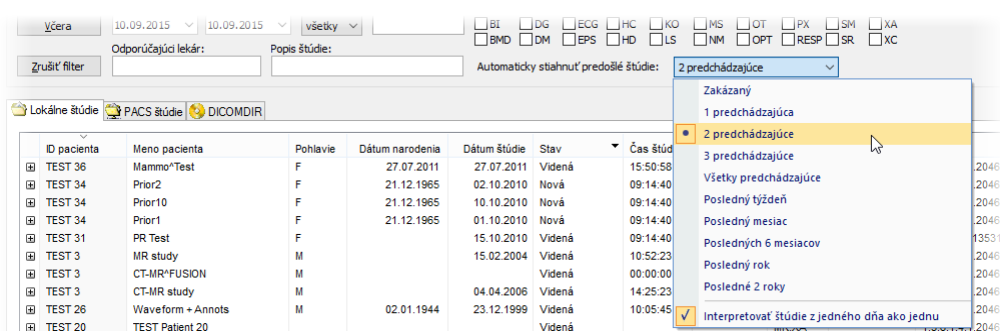 Včera 10.09.2015 10.09.2015 všetky BI DG ECG HC KO MS OT PX SM XA
BMD DM EPS HD LS NM OPT RESP SR XC
Odporúčajúci lekár: Popis štúdie:
Zrušiť filter Automaticky stiahnuť predošlé štúdie: 2 predchádzajúce
Zakázaný
1 predchádzajúca
2 predchádzajúce
3 predchádzajúce
Všetky predchádzajúce
Posledný týždeň
Posledný mesiac
Posledných 6 mesiacov
Posledný rok
Posledné 2 roky
Interpretovať štúdie z jedného dňa ako jednu
Lokálne štúdie PACS štúdie DICOMDIR
ID pacienta Meno pacienta Pohlavie Dátum narodenia Dátum štúdie Stav Čas štúd
TEST 36 Mammo^Test F 27.07.2011 27.07.2011 Videná 15:50:58 .2046
TEST 34 Prior2 F 21.12.1965 02.10.2010 Nová 09:14:40 .2046
TEST 34 Prior10 F 21.12.1965 10.10.2010 Nová 09:14:40 .2046
TEST 34 Prior1 F 21.12.1965 01.10.2010 Nová 09:14:40 .2046
TEST 31 PR Test F 15.10.2010 Videná 09:14:40 13531
TEST 3 MR study M 15.02.2004 Videná 10:52:23 .2046
TEST 3 CT-MR^FUSION M Videná 00:00:00 .2046
TEST 3 CT-MR study M 04.04.2006 Videná 14:25:23 .2046
TEST 26 Waveform + Annots M 02.01.1944 23.12.1999 Videná 10:05:45 .2046
TEST 20 TEST Patient 20 Videná